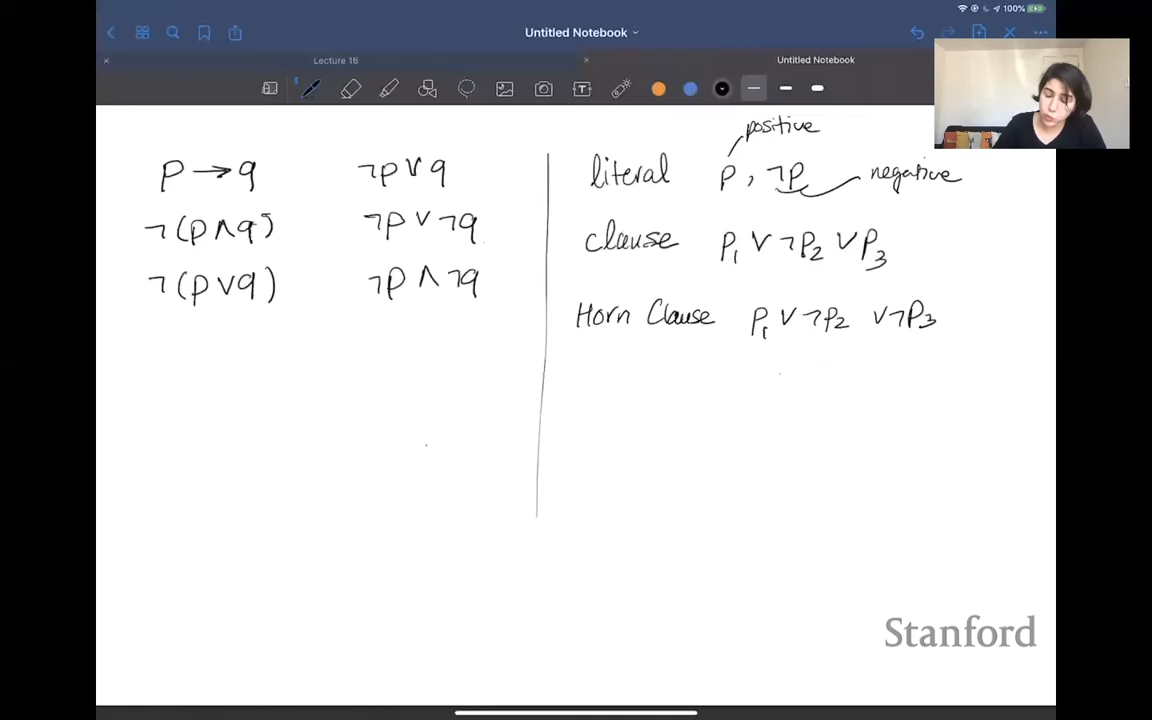 100%
Untitled Notebook
Lecture 16
Untitled Notebook
p → q ¬p ∨ q
¬(p ∧ q) ¬p ∨ ¬q
¬(p ∨ q) ¬p ∧ ¬q
positive
literal p, ¬p negative
clause p₁ ∨ ¬p₂ ∨ p₃
Horn Clause p₁ ∨ ¬p₂ ∨ ¬p₃
Stanford